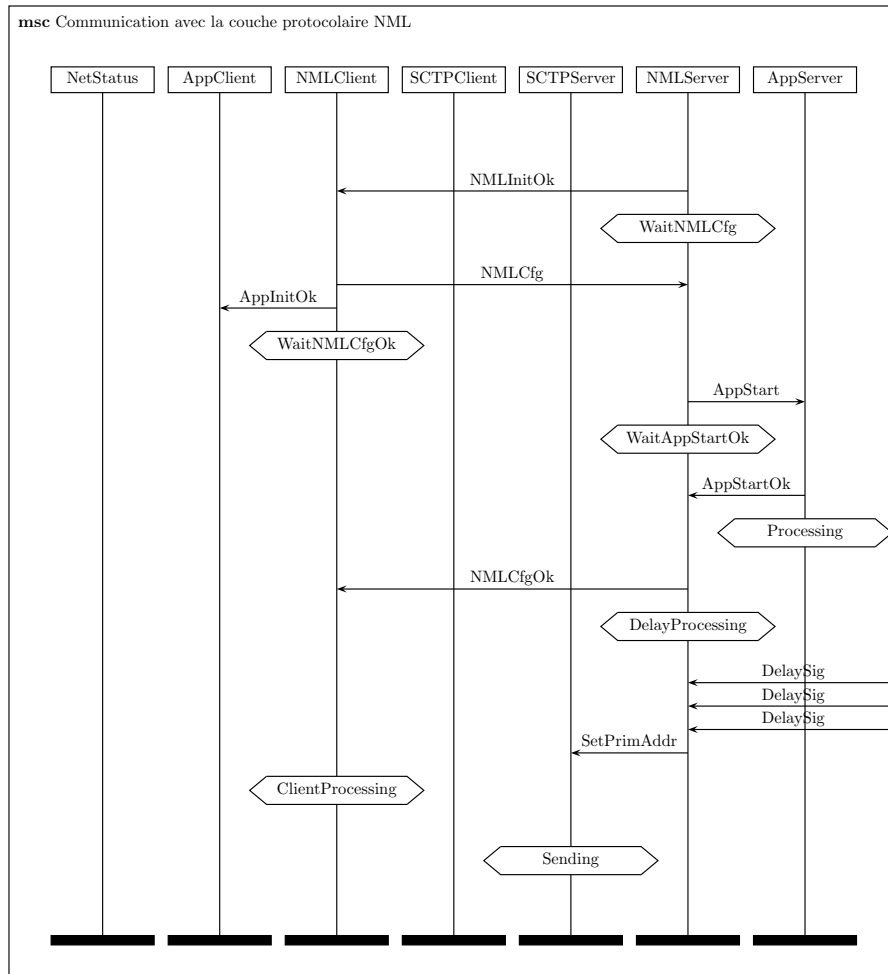 msc Communication avec la couche protocolaire NML
NetStatus AppClient NMLClient SCTPClient SCTPServer NMLServer AppServer
NMLInitOk
WaitNMLCfg
NMLCfg
AppInitOk
WaitNMLCfgOk
AppStart
WaitAppStartOk
AppStartOk
Processing
NMLCfgOk
DelayProcessing
DelaySig
DelaySig
DelaySig
SetPrimAddr
ClientProcessing
Sending